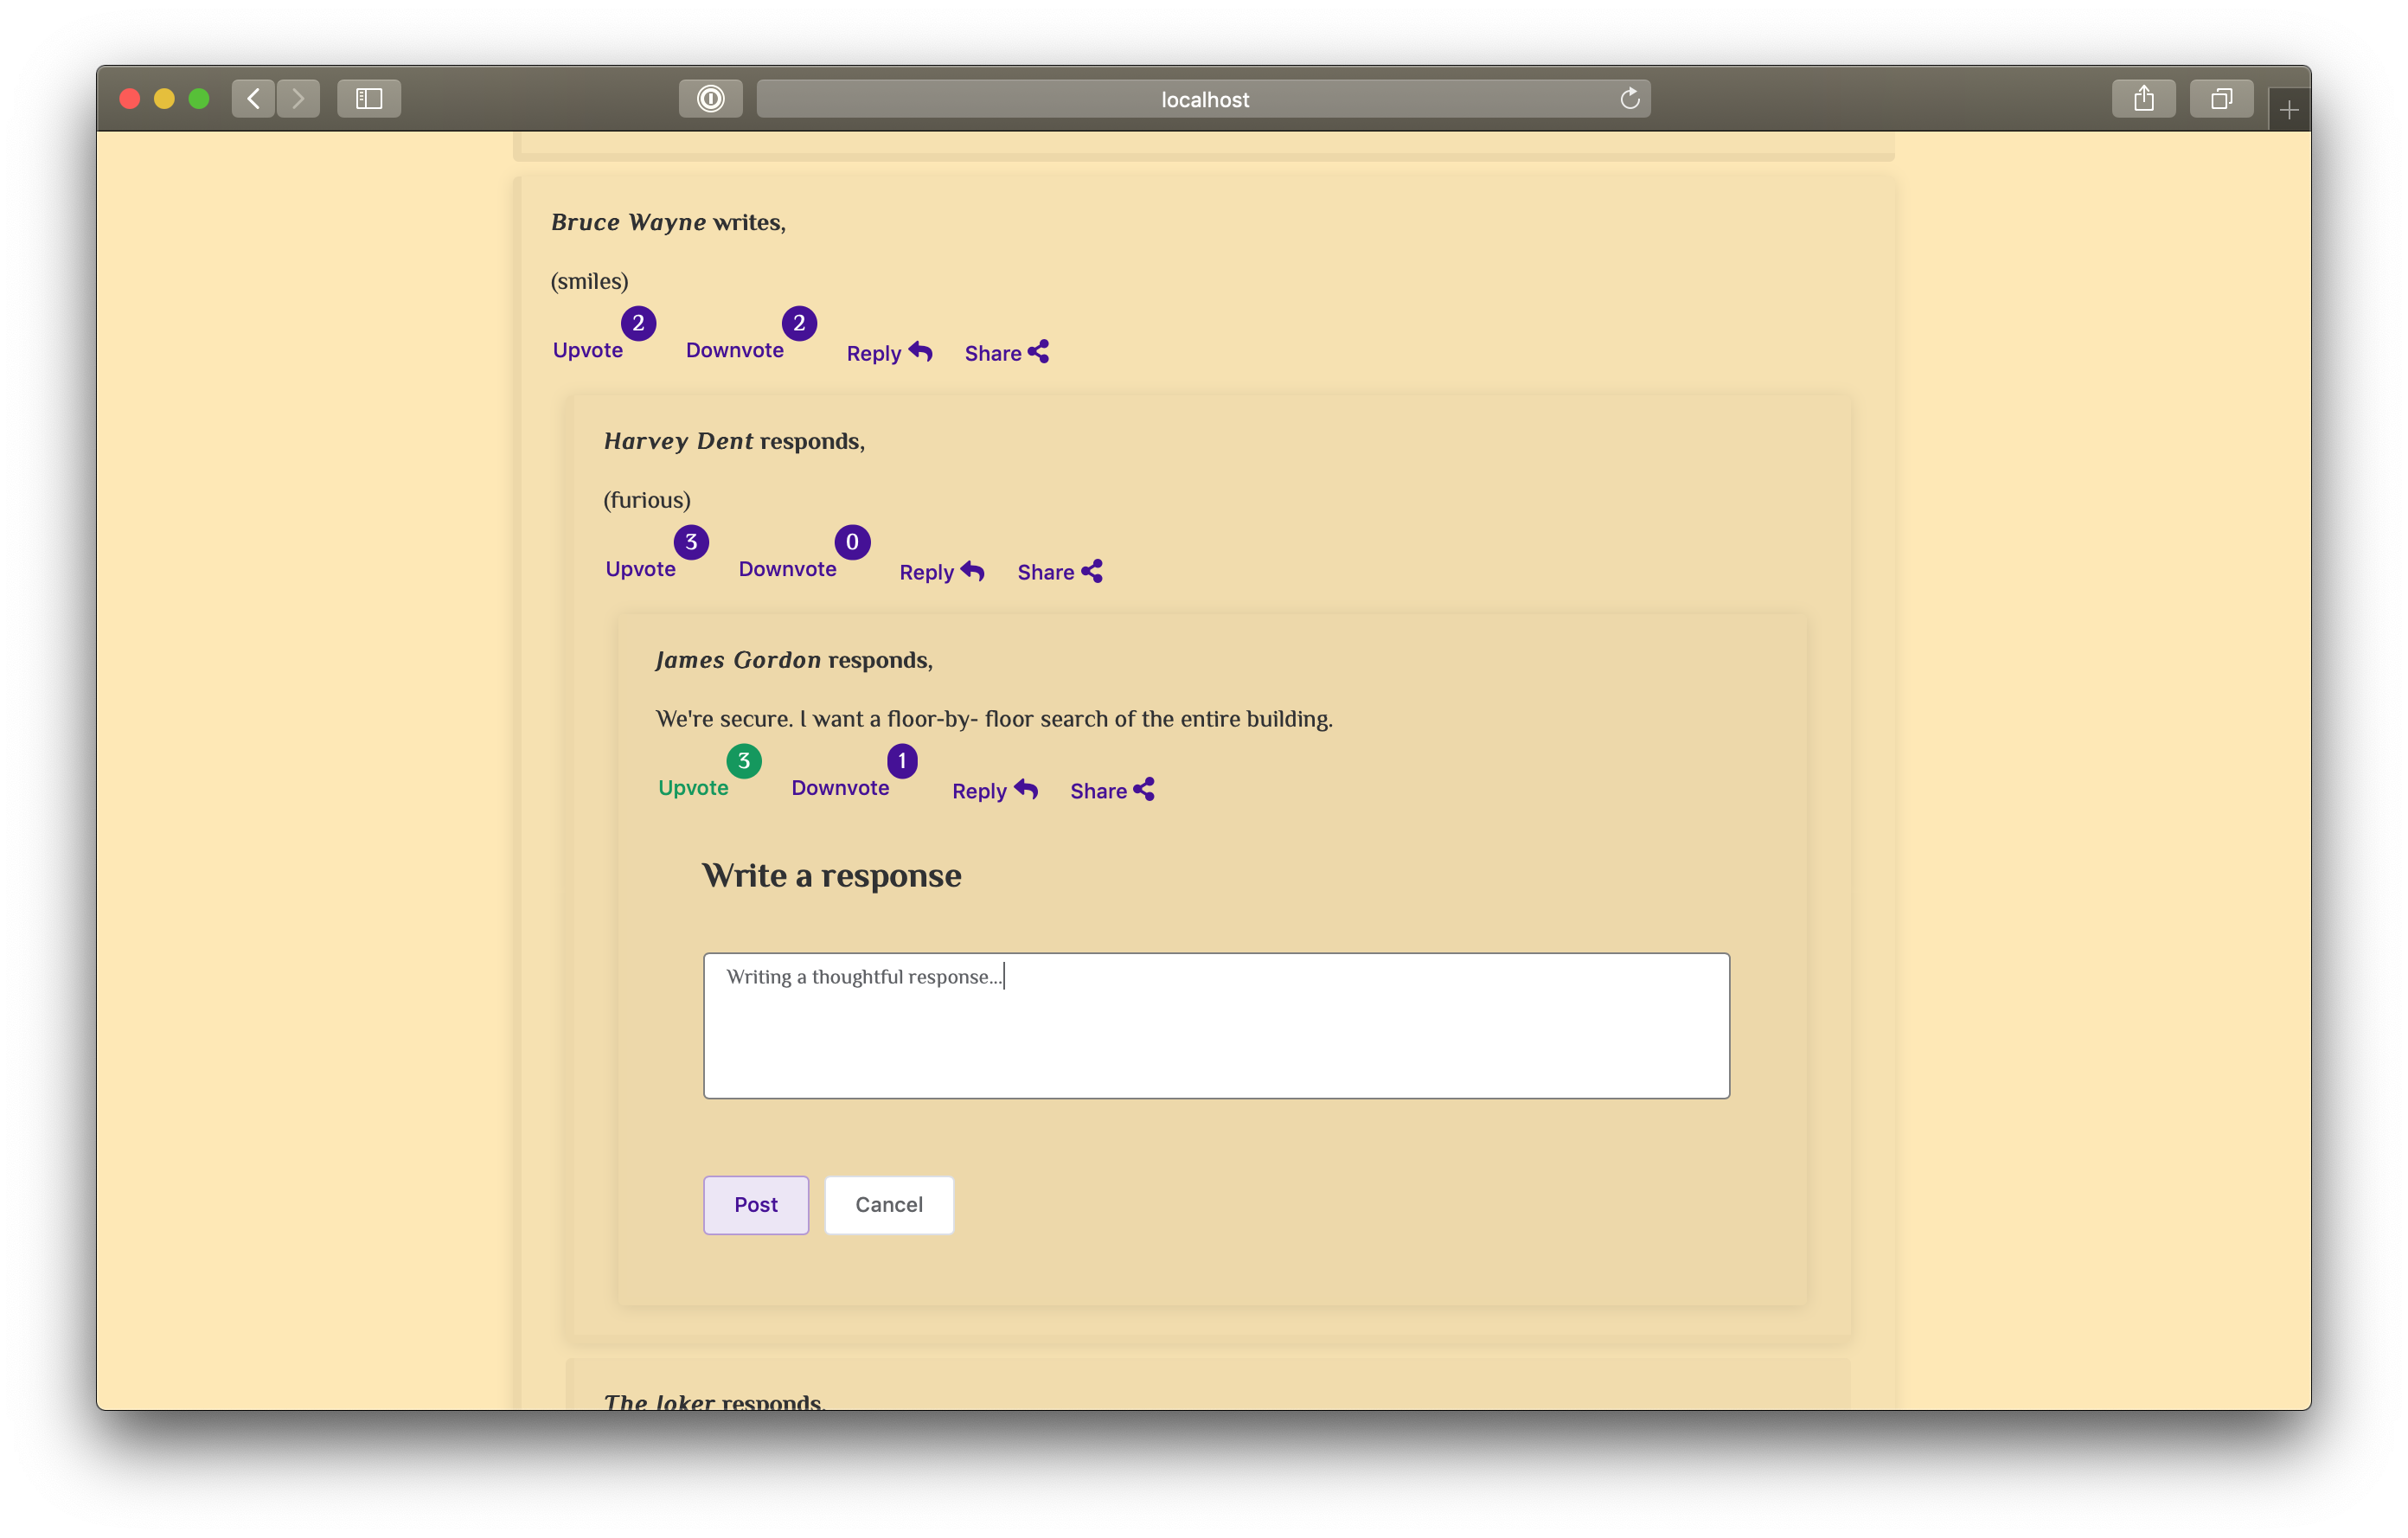 localhost
Bruce Wayne writes,
(smiles)
Upvote 2 Downvote 2 Reply Share
Harvey Dent responds,
(furious)
Upvote 3 Downvote 0 Reply Share
James Gordon responds,
We're secure. I want a floor-by- floor search of the entire building.
Upvote 3 Downvote 1 Reply Share
Write a response
Writing a thoughtful response...
Post Cancel
The Joker responds,